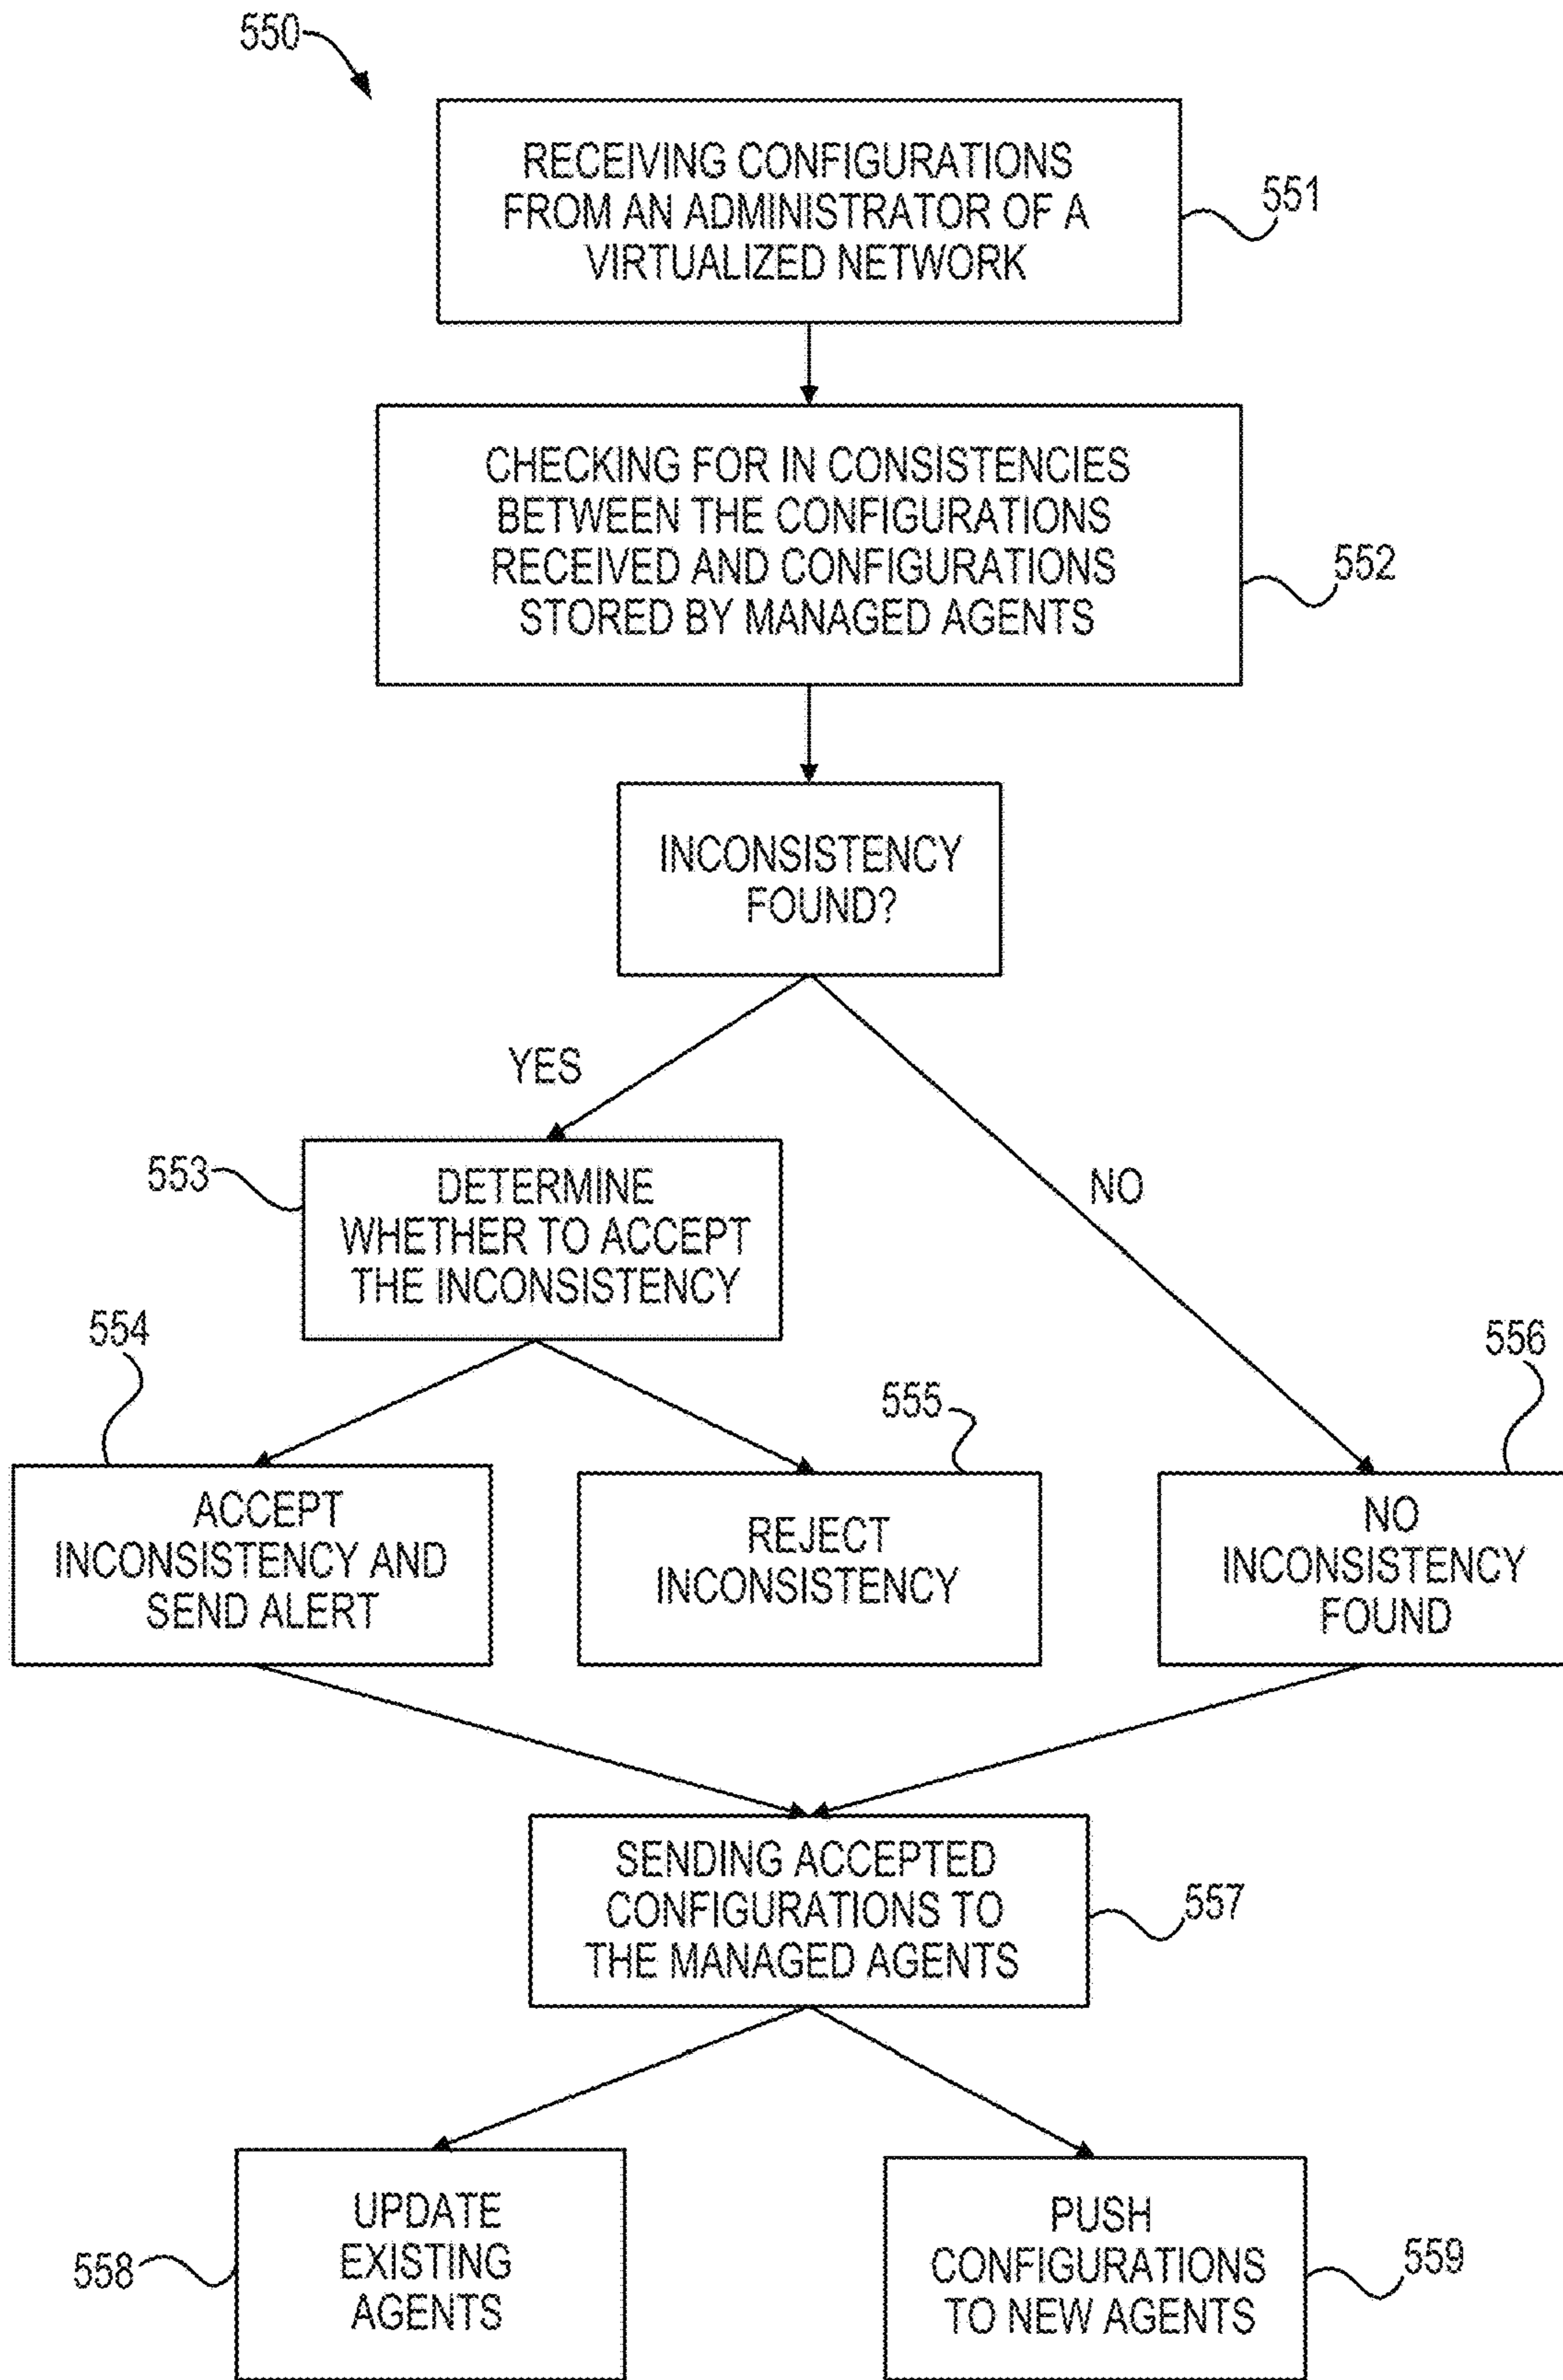 550
RECEIVING CONFIGURATIONS
FROM AN ADMINISTRATOR OF A
VIRTUALIZED NETWORK
551
CHECKING FOR IN CONSISTENCIES
BETWEEN THE CONFIGURATIONS
RECEIVED AND CONFIGURATIONS
STORED BY MANAGED AGENTS
552
INCONSISTENCY
FOUND?
YES
NO
553
DETERMINE
WHETHER TO ACCEPT
THE INCONSISTENCY
554
555
556
ACCEPT
INCONSISTENCY AND
SEND ALERT
REJECT
INCONSISTENCY
NO
INCONSISTENCY
FOUND
SENDING ACCEPTED
CONFIGURATIONS TO
THE MANAGED AGENTS
557
UPDATE
EXISTING
AGENTS
558
PUSH
CONFIGURATIONS
TO NEW AGENTS
559